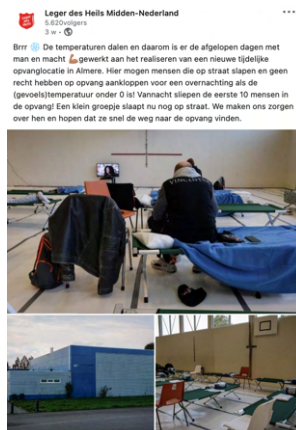 Leger des Heils Midden-Nederland
5.620volgers
3 w •
Brrr ❄️ De temperaturen dalen en daarom is er de afgelopen dagen met
man en macht 💪🏽gewerkt aan het realiseren van een nieuwe tijdelijke
opvanglocatie in Almere. Hier mogen mensen die op straat slapen en geen
recht hebben op opvang aankloppen voor een overnachting als de
(gevoels)temperatuur onder 0 is! Vannacht sliepen de eerste 10 mensen in
de opvang! Een klein groepje slaapt nu nog op straat. We maken ons zorgen
over hen en hopen dat ze snel de weg naar de opvang vinden.